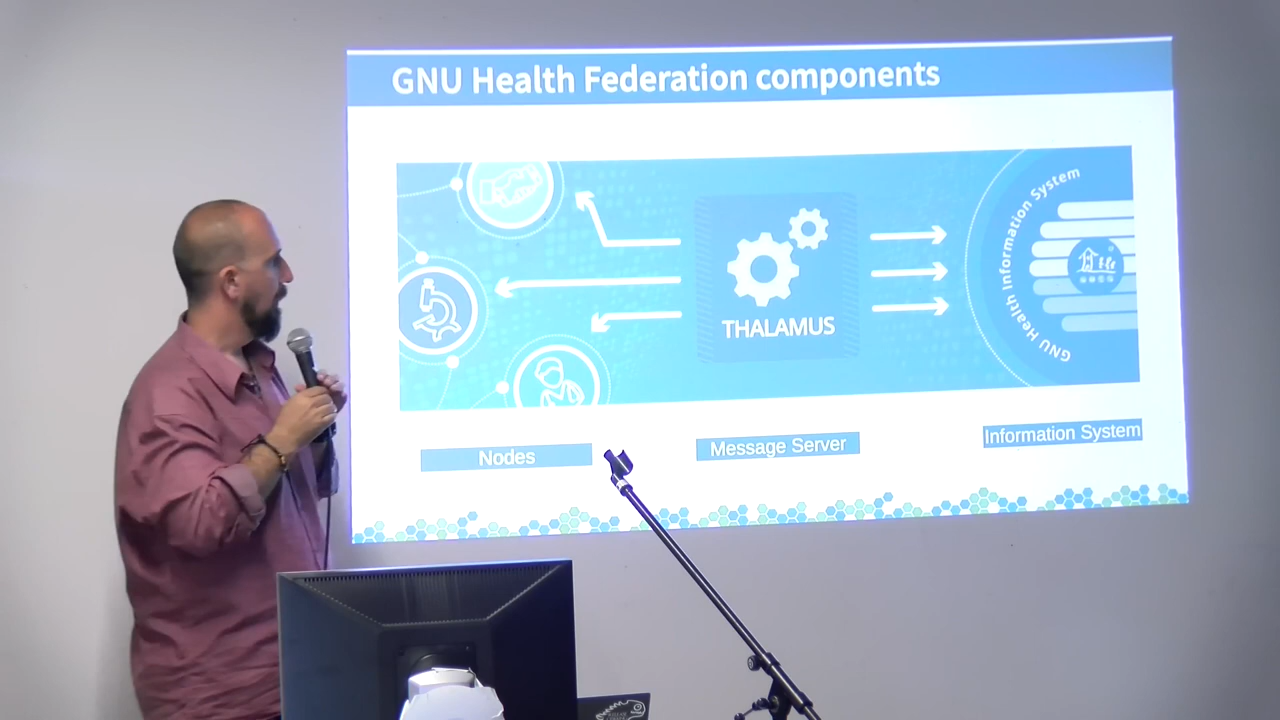 GNU Health Federation components
GNU Health Information System
THALAMUS
Nodes
Message Server
Information System